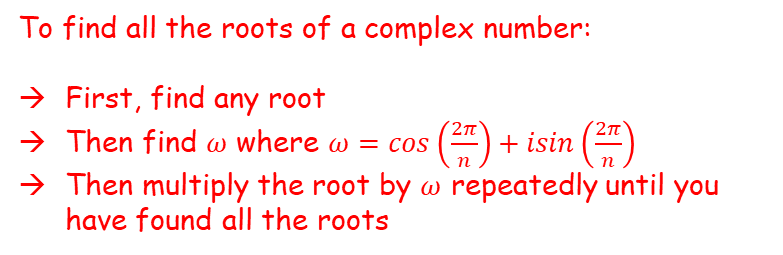 To find all the roots of a complex number:
→ First, find any root
→ Then find ω where ω = cos(2π/n) + isin(2π/n)
→ Then multiply the root by ω repeatedly until you
have found all the roots